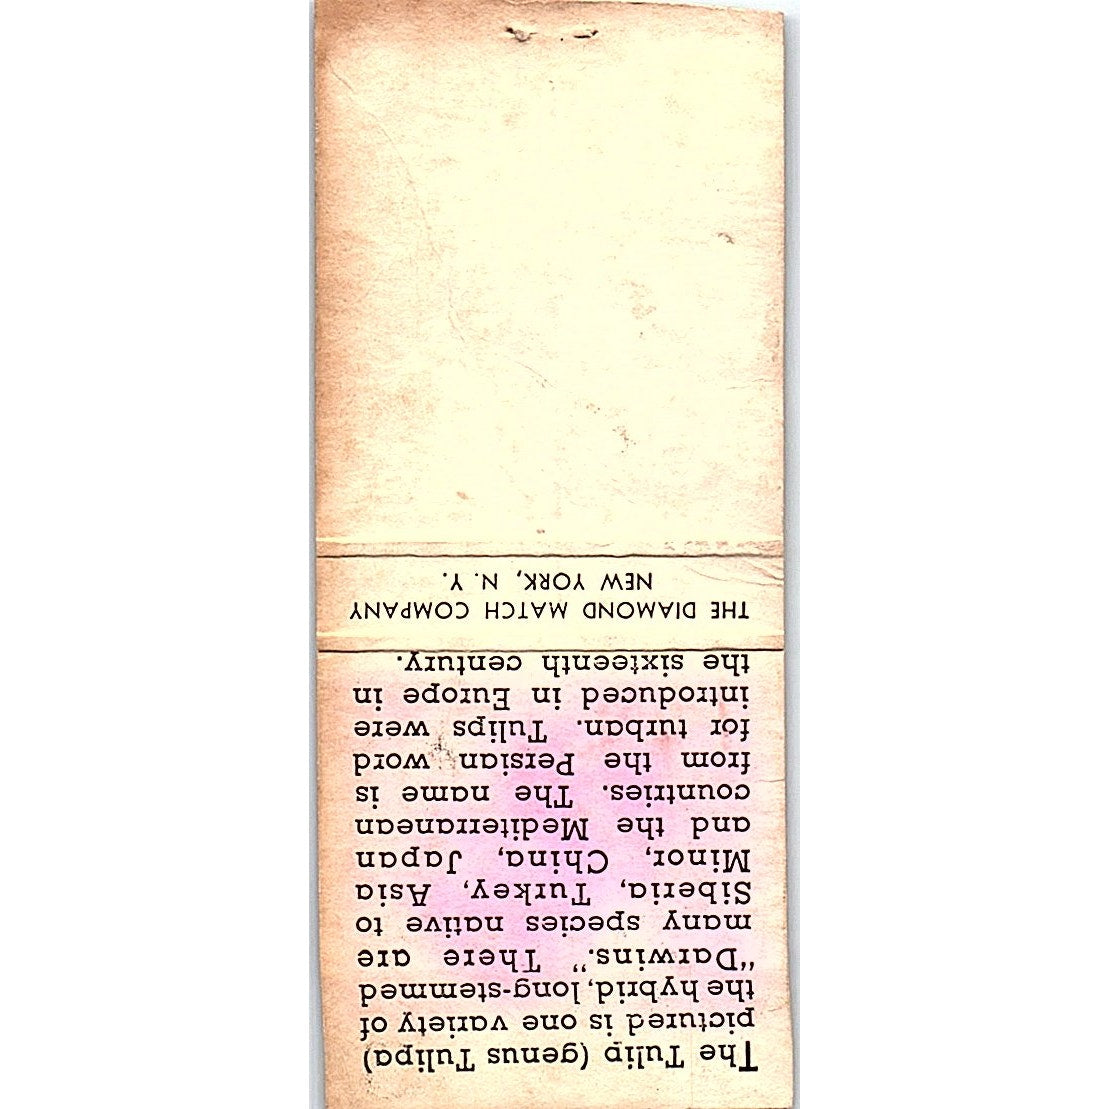 The Tulip (genus Tulipa)
pictured is one variety of
the hybrid, long-stemmed
"Darwins." There are
many species native to
Siberia, Turkey, Asia
Minor, China, Japan
and the Mediterranean
countries. The name is
from the Persian word
for turban. Tulips were
introduced in Europe in
the sixteenth century.
THE DIAMOND MATCH COMPANY
NEW YORK, N. Y.